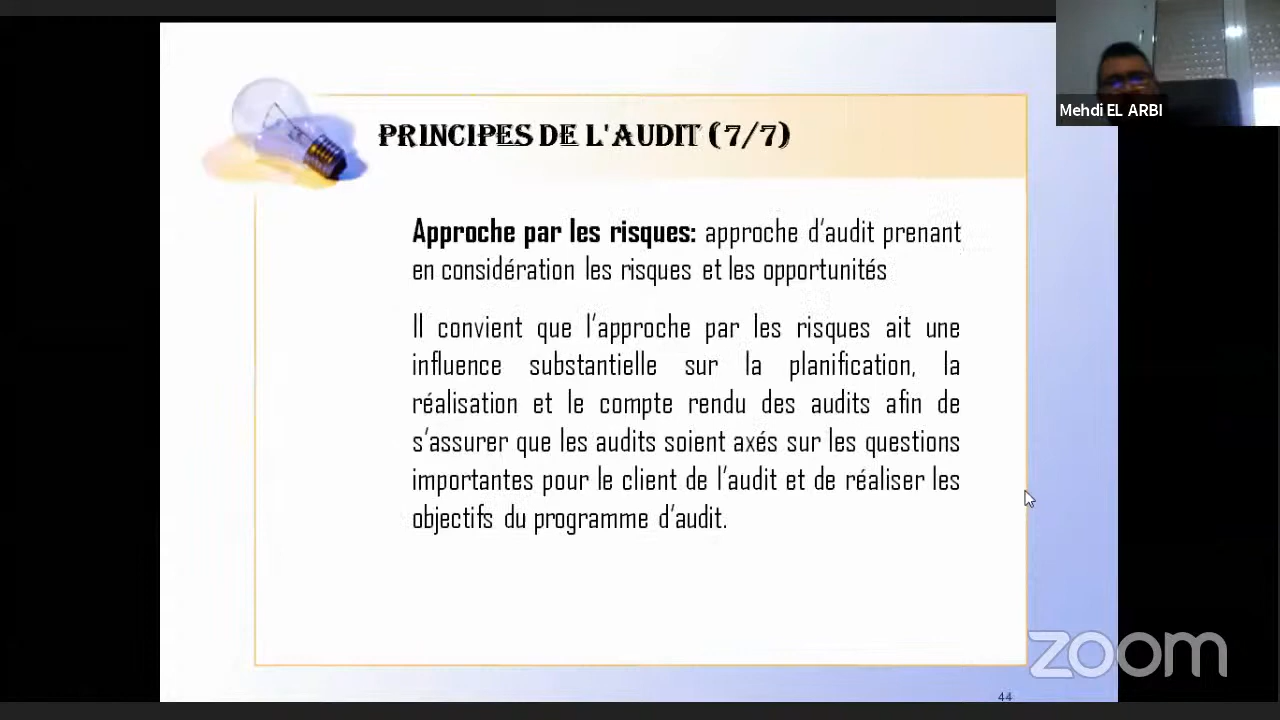 Mehdi EL ARBI
PRINCIPES DE L'AUDIT (7/7)
Approche par les risques: approche d'audit prenant
en considération les risques et les opportunités
Il convient que l'approche par les risques ait une
influence substantielle sur la planification, la
réalisation et le compte rendu des audits afin de
s'assurer que les audits soient axés sur les questions
importantes pour le client de l'audit et de réaliser les
objectifs du programme d'audit.
zoom
44